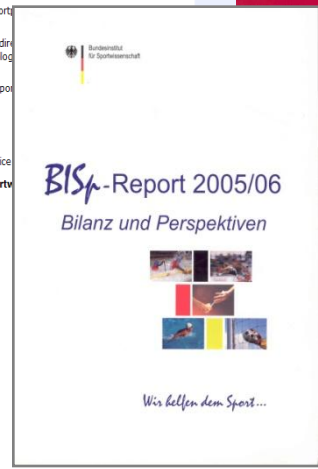 Bundesinstitut
für Sportwissenschaft
BISp-Report 2005/06
Bilanz und Perspektiven
Wir helfen dem Sport...